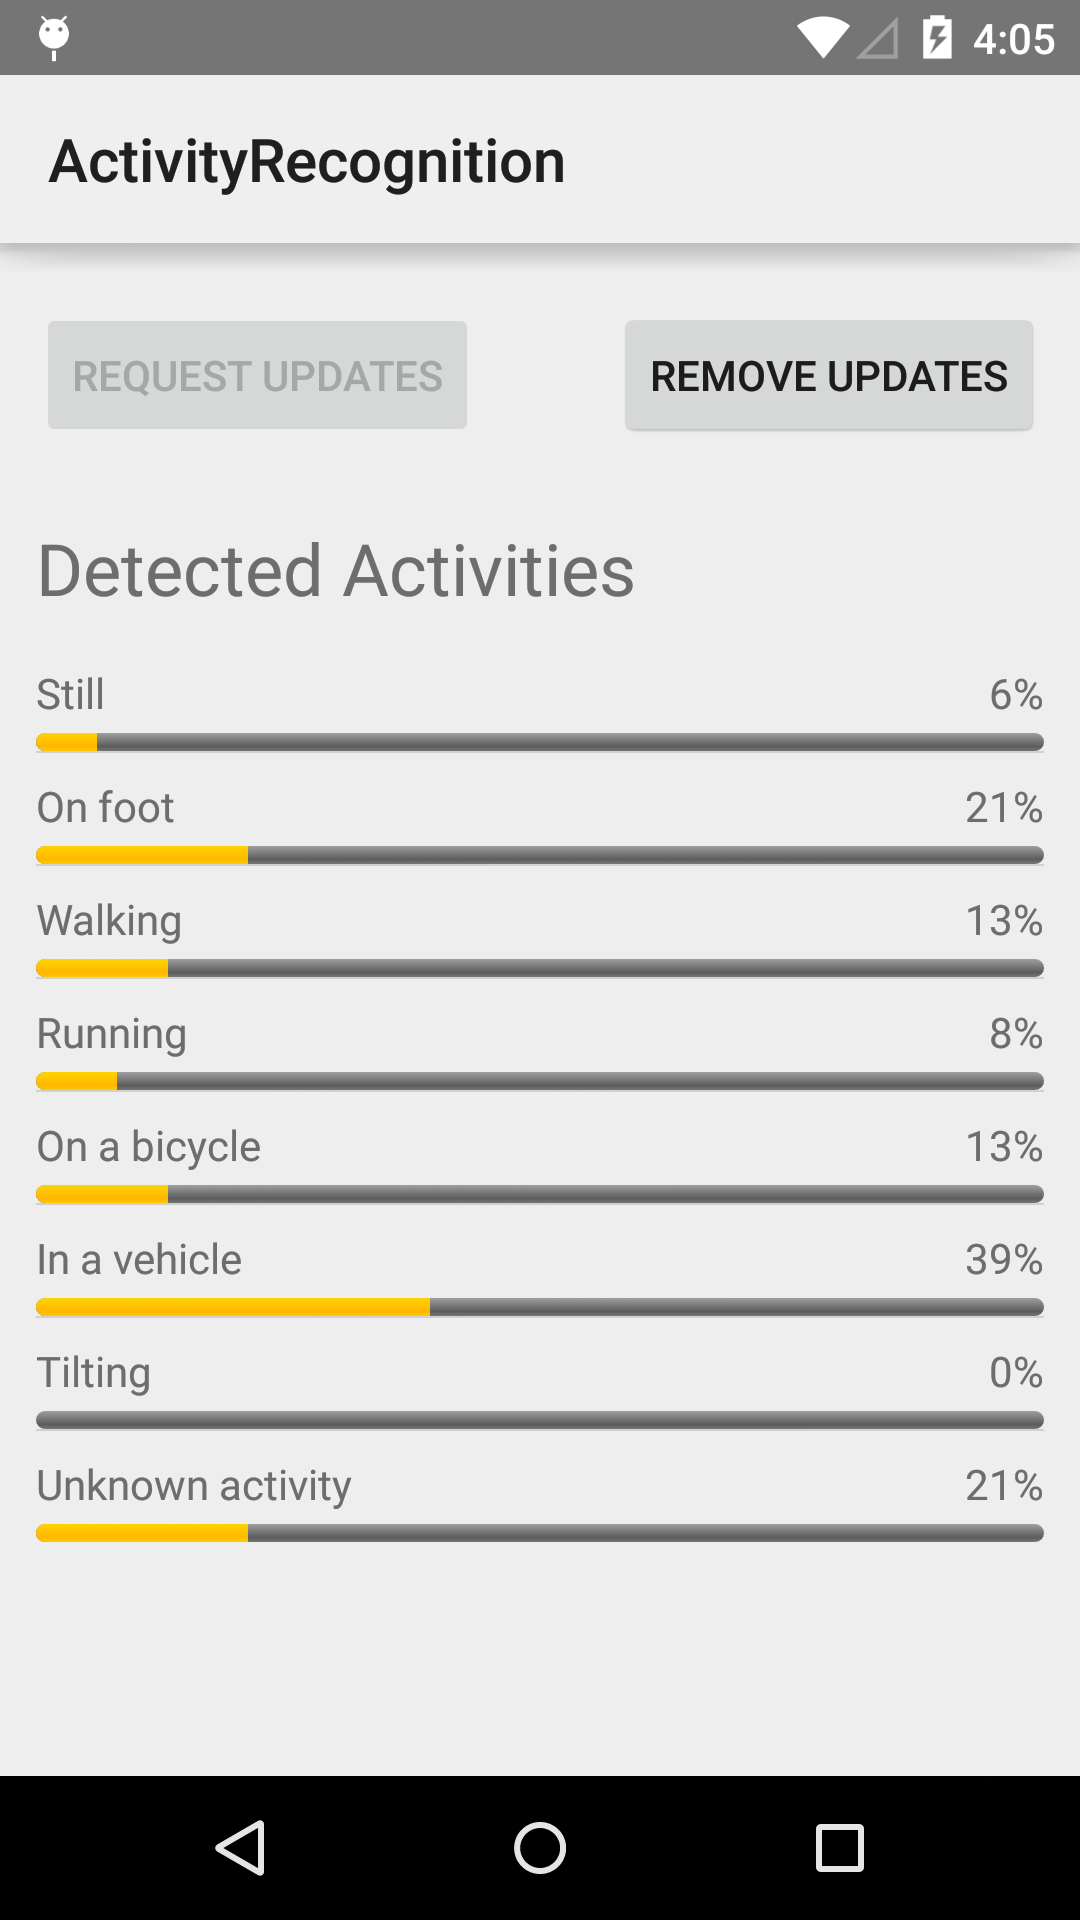 4:05
ActivityRecognition
REQUEST UPDATES REMOVE UPDATES
Detected Activities
Still 6%
On foot 21%
Walking 13%
Running 8%
On a bicycle 13%
In a vehicle 39%
Tilting 0%
Unknown activity 21%